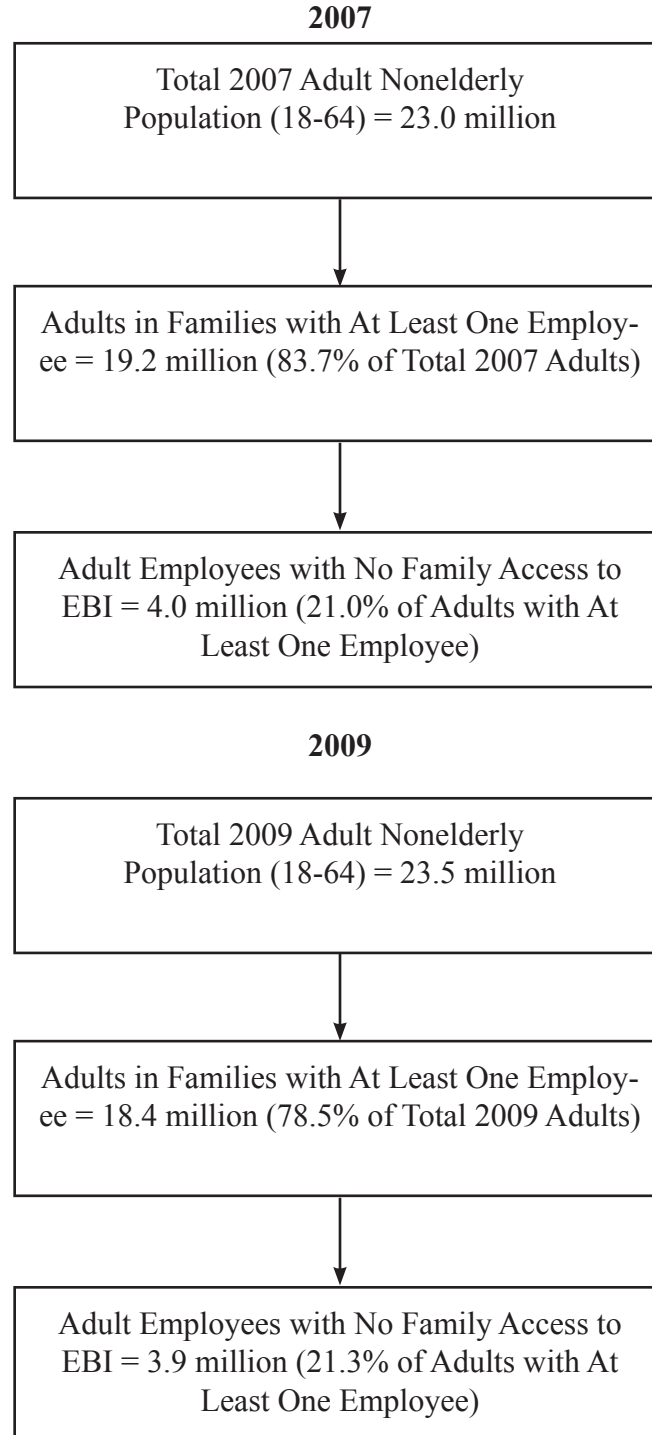 2007
Total 2007 Adult Nonelderly
Population (18-64) = 23.0 million
Adults in Families with At Least One Employ-
ee = 19.2 million (83.7% of Total 2007 Adults)
Adult Employees with No Family Access to
EBI = 4.0 million (21.0% of Adults with At
Least One Employee)
2009
Total 2009 Adult Nonelderly
Population (18-64) = 23.5 million
Adults in Families with At Least One Employ-
ee = 18.4 million (78.5% of Total 2009 Adults)
Adult Employees with No Family Access to
EBI = 3.9 million (21.3% of Adults with At
Least One Employee)